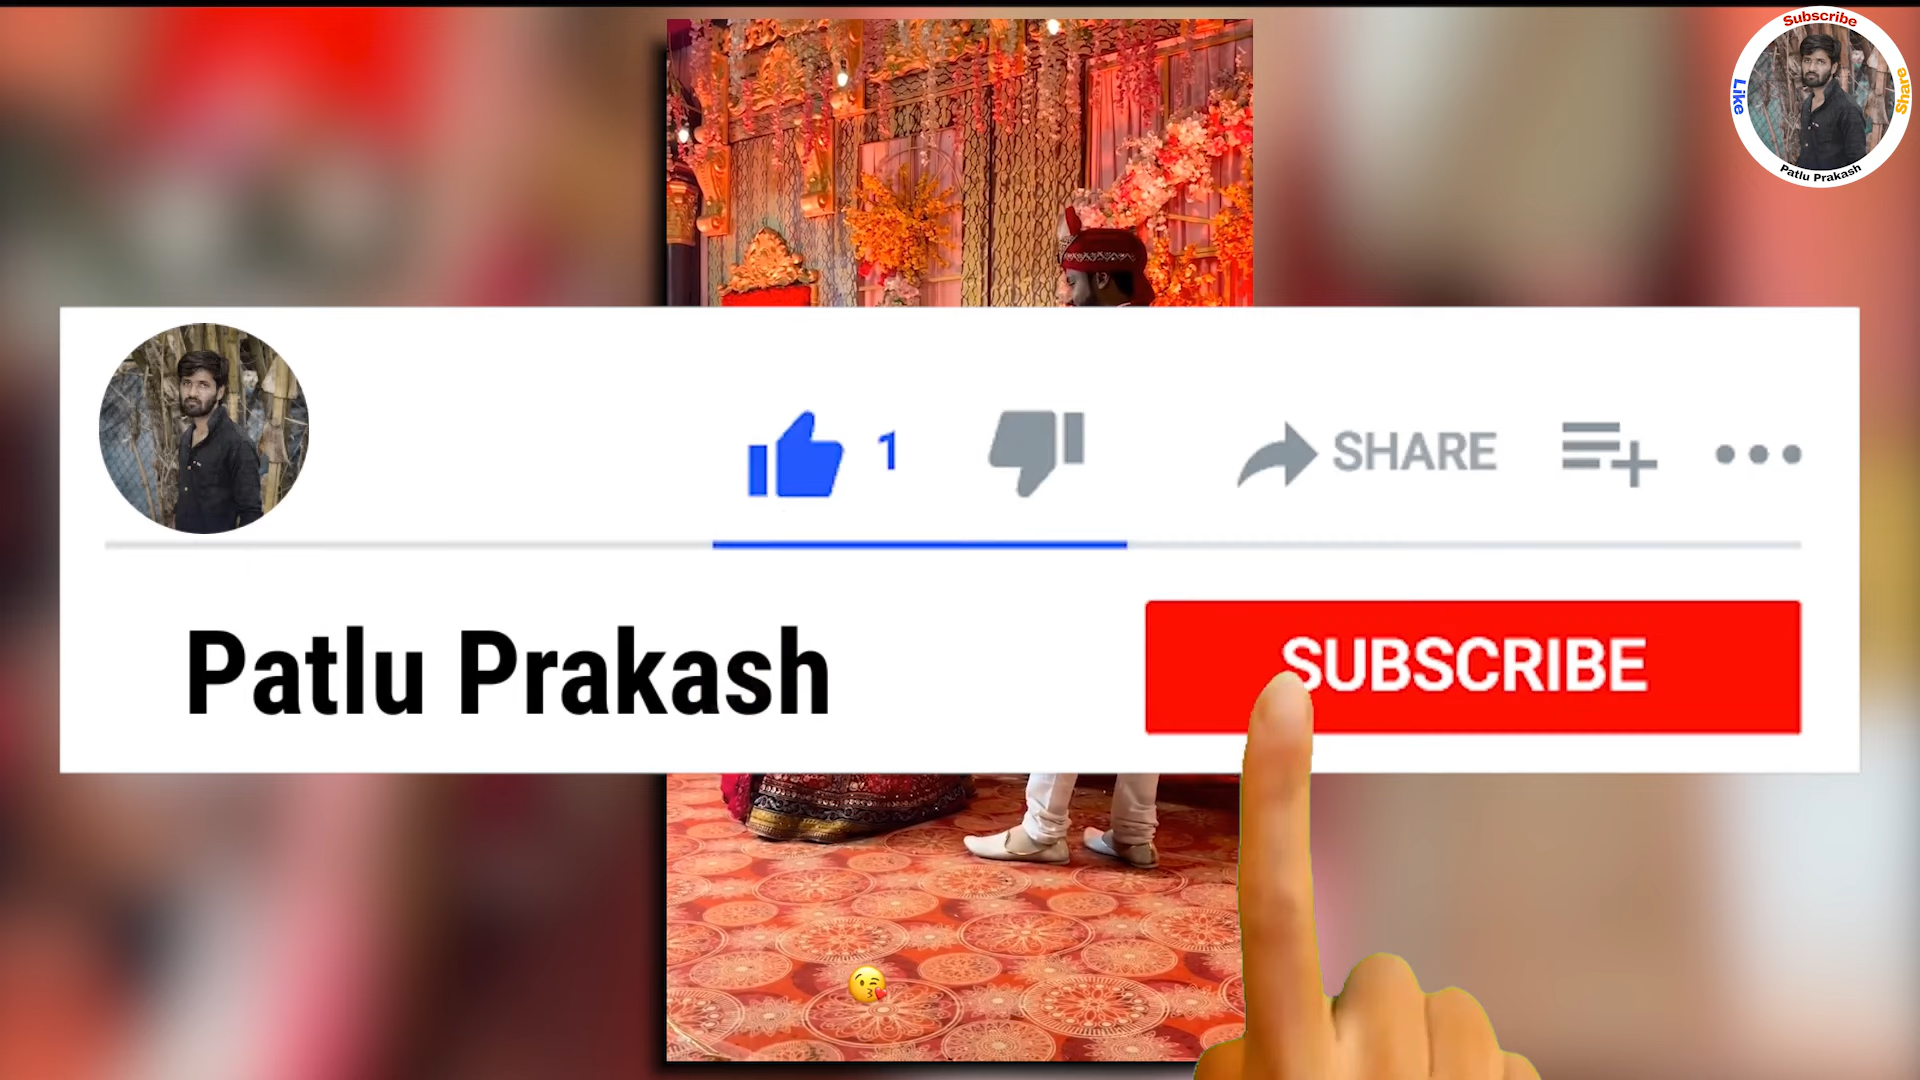 Subscribe
Like
Share
Patlu Prakash
1
SHARE
Patlu Prakash
SUBSCRIBE